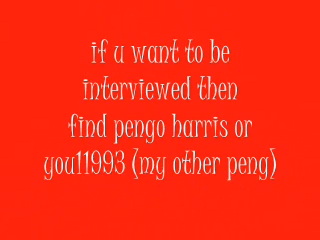 if u want to be
interviewed then
find pengo harris or
you11993 (my other peng)